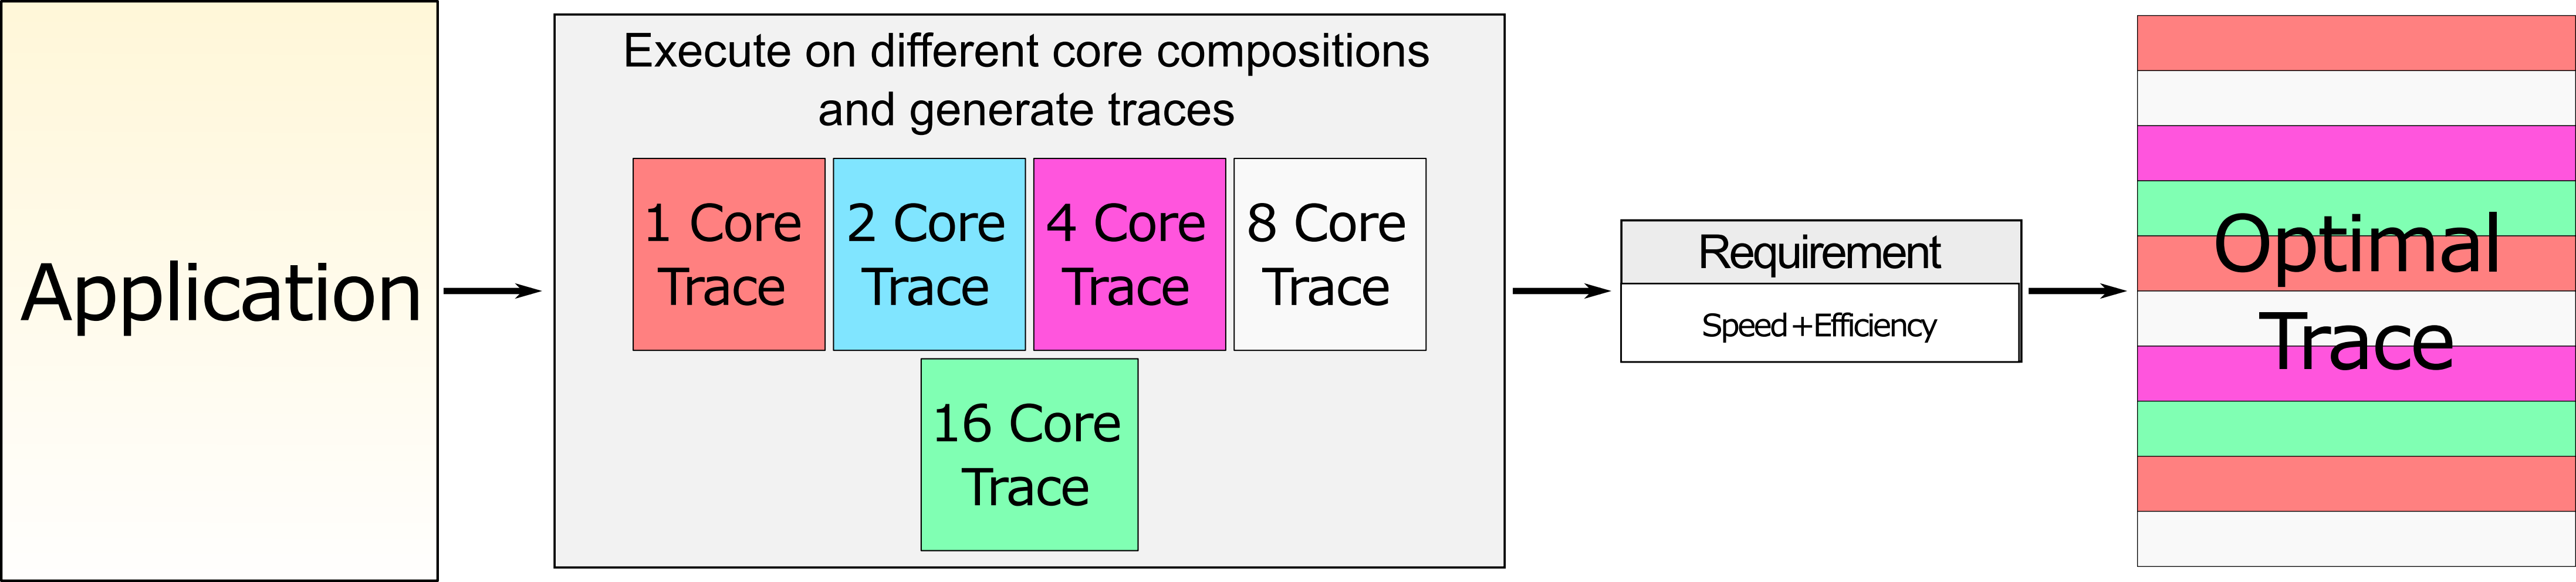 Application
Execute on different core compositions
and generate traces
1 Core
Trace
2 Core
Trace
4 Core
Trace
8 Core
Trace
16 Core
Trace
Requirement
Speed+Efficiency
Optimal
Trace